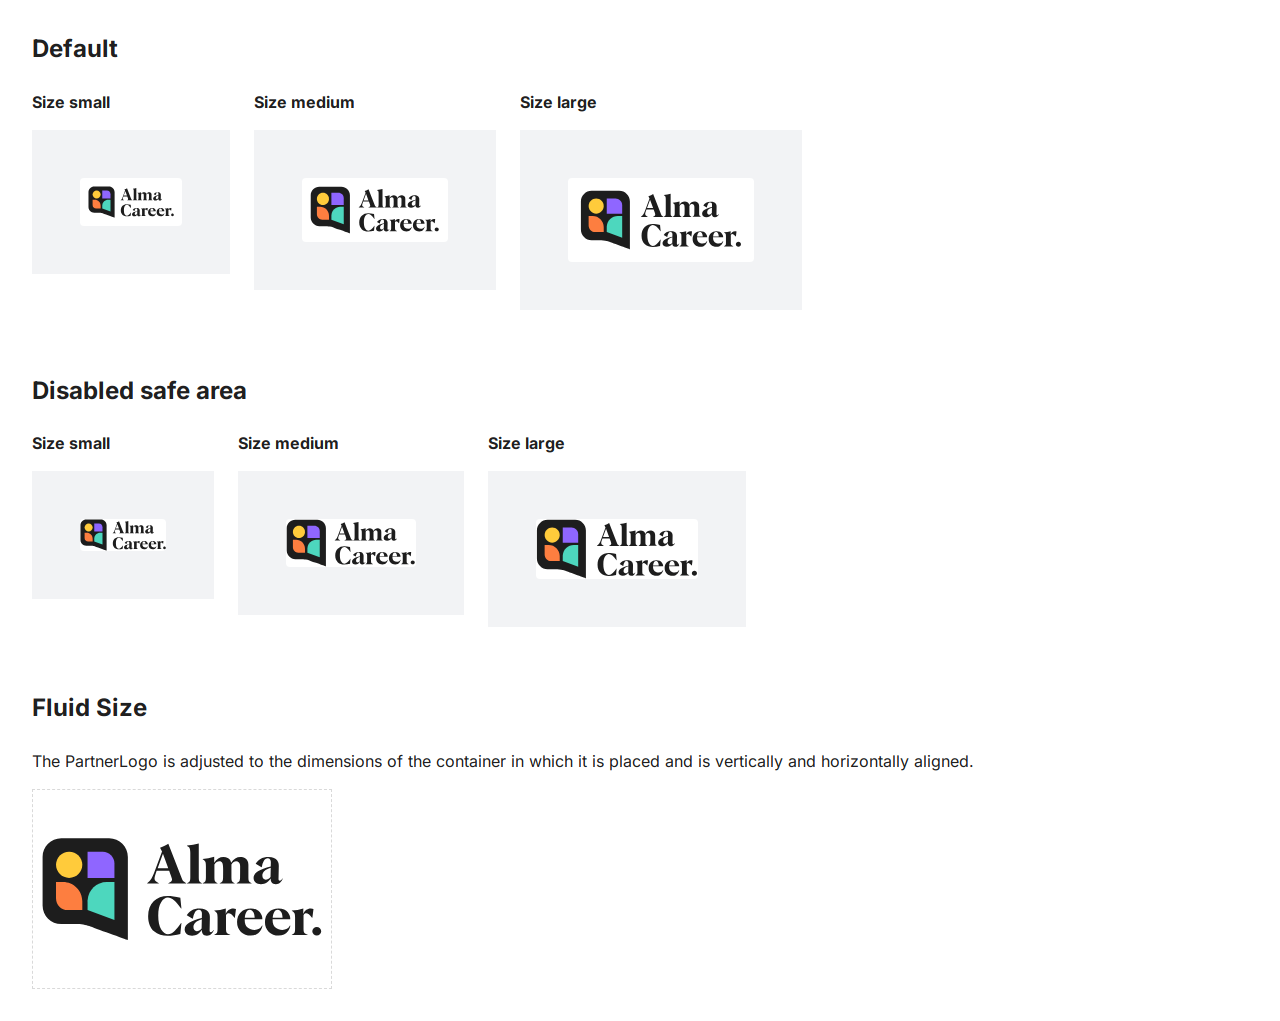 Default
Size small
Size medium
Size large
Alma
Career.
Alma
Career.
Alma
Career.
Disabled safe area
Size small
Size medium
Size large
Alma
Career.
Alma
Career.
Alma
Career.
Fluid Size
The PartnerLogo is adjusted to the dimensions of the container in which it is placed and is vertically and horizontally aligned.
Alma
Career.